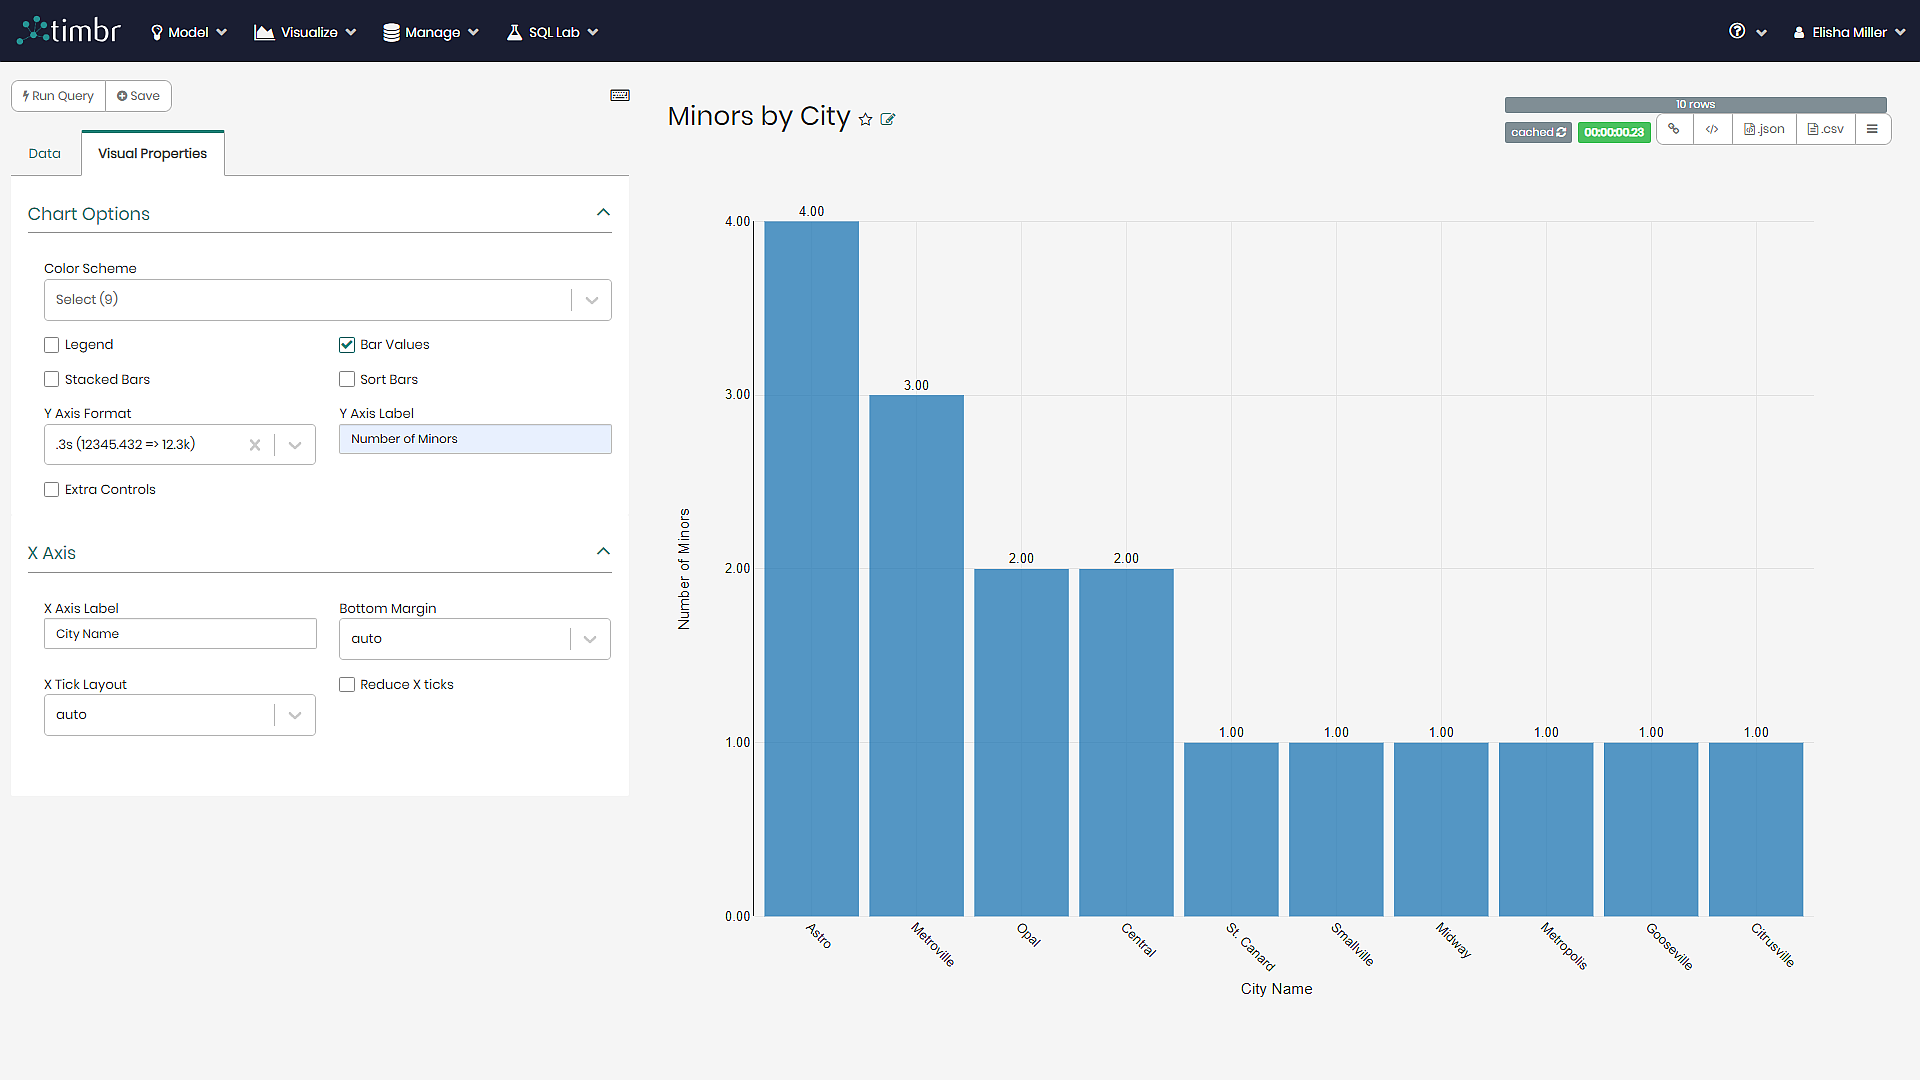 timbr Model Visualize Manage SQL Lab Elisha Miller
Run Query Save
Data Visual Properties
Chart Options
Color Scheme
Select (9)
Legend Bar Values
Stacked Bars Sort Bars
Y Axis Format Y Axis Label
.3s (12345.432 => 12.3k) Number of Minors
Extra Controls
X Axis
X Axis Label Bottom Margin
City Name auto
X Tick Layout Reduce X ticks
auto
Minors by City
10 rows
cached 00:00:00.23 </> .json .csv
4.00
4.00
3.00
3.00
2.00 2.00
2.00
1.00 1.00 1.00 1.00 1.00 1.00
1.00
0.00
Number of Minors
Astro Metroville Opal Central St. Canard Smallville Midway Metropolis Gooseville Citrusville
City Name